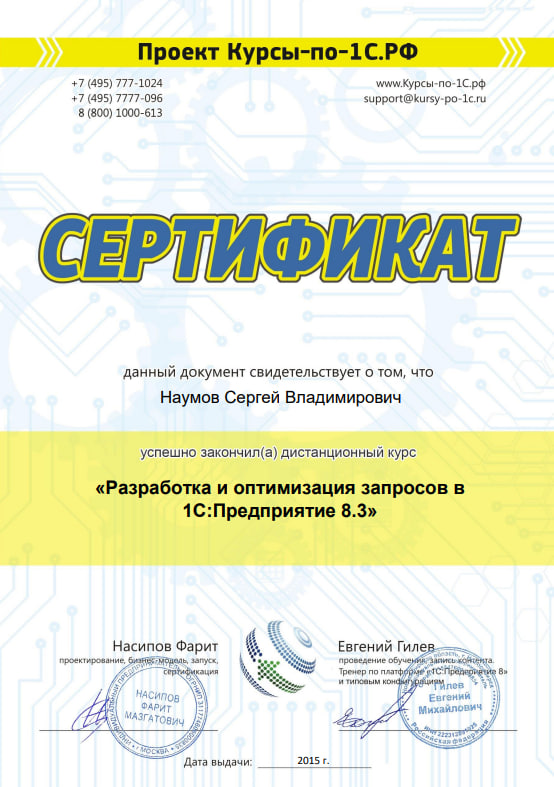 Проект Курсы-по-1С.РФ
+7 (495) 777-1024
+7 (495) 7777-096
8 (800) 1000-613
www.Курсы-по-1С.рф
support@kursy-po-1c.ru
СЕРТИФИКАТ
данный документ свидетельствует о том, что
Наумов Сергей Владимирович
успешно закончил(а) дистанционный курс
«Разработка и оптимизация запросов в
1С:Предприятие 8.3»
Насипов Фарит
проектирование, бизнес-модель, запуск,
сертификация
НАСИПОВ
ФАРИТ
МАЗГАТОВИЧ
г.МОСКВА
Евгений Гилев
проведение обучения, запись контента.
Тренер по платформе «1С:Предприятие 8»
и типовым конфигурациям
Гилев
Евгений
Михайлович
Российская федерация
Дата выдачи:
2015 г.